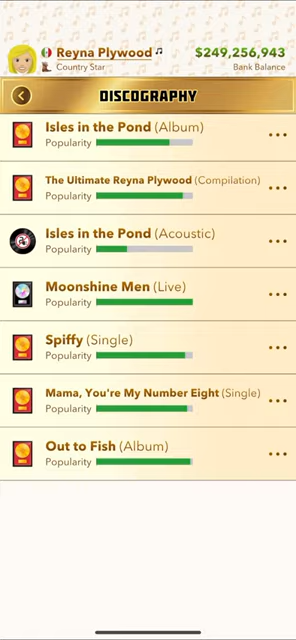 Reyna Plywood
$249,256,943
Country Star
Bank Balance
DISCOGRAPHY
Isles in the Pond (Album)
Popularity
The Ultimate Reyna Plywood (Compilation)
Popularity
Isles in the Pond (Acoustic)
Popularity
Moonshine Men (Live)
Popularity
Spiffy (Single)
Popularity
Mama, You're My Number Eight (Single)
Popularity
Out to Fish (Album)
Popularity